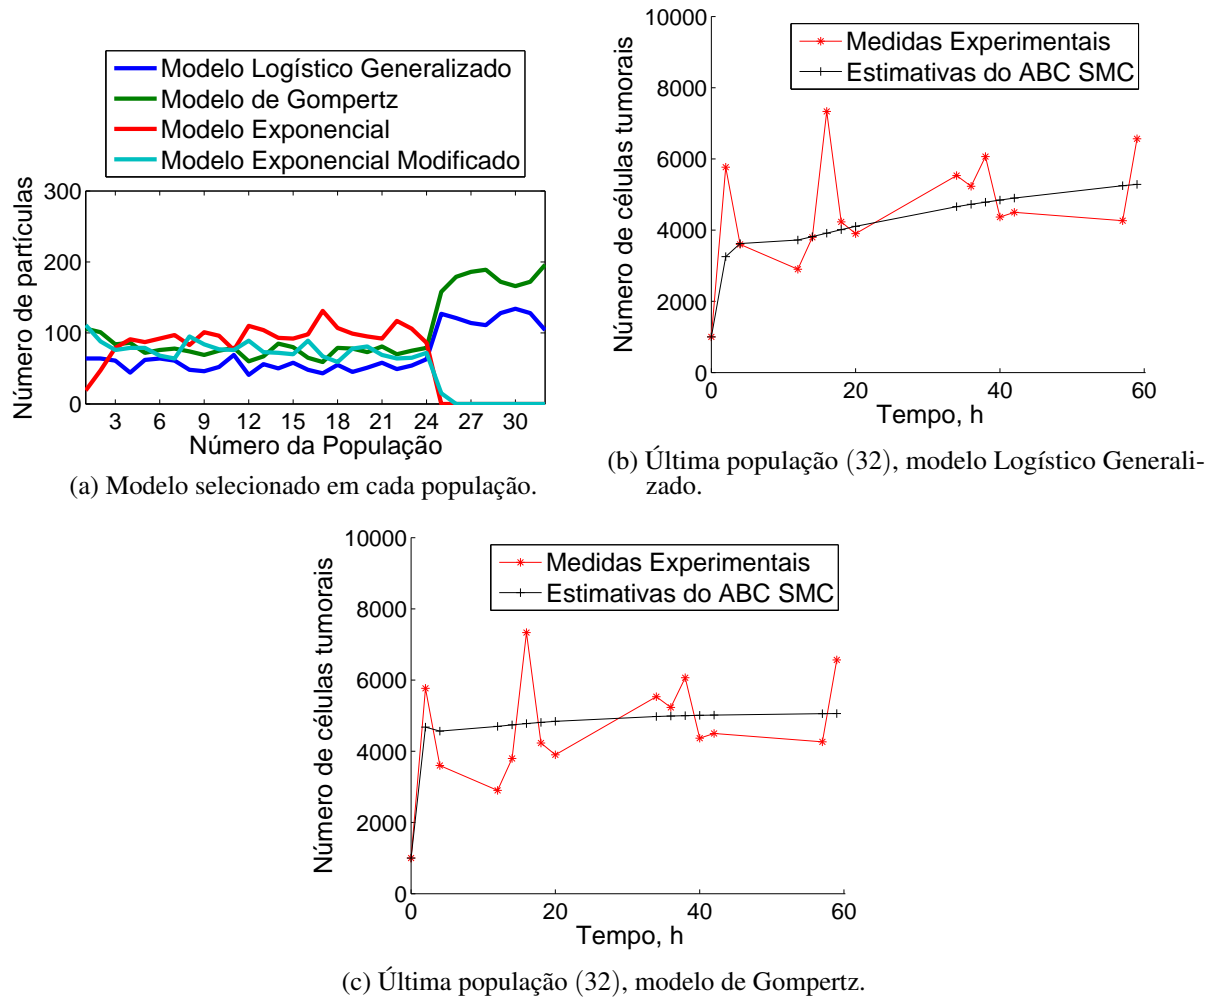 Modelo Logístico Generalizado
Modelo de Gompertz
Modelo Exponencial
Modelo Exponencial Modificado
Número de partículas
300
200
100
0
3 6 9 12 15 18 21 24 27 30
Número da População
(a) Modelo selecionado em cada população.
Medidas Experimentais
Estimativas do ABC SMC
Número de células tumorais
10000
8000
6000
4000
2000
0
0 20 40 60
Tempo, h
(b) Última população (32), modelo Logístico Generali-
zado.
Medidas Experimentais
Estimativas do ABC SMC
Número de células tumorais
10000
8000
6000
4000
2000
0
0 20 40 60
Tempo, h
(c) Última população (32), modelo de Gompertz.